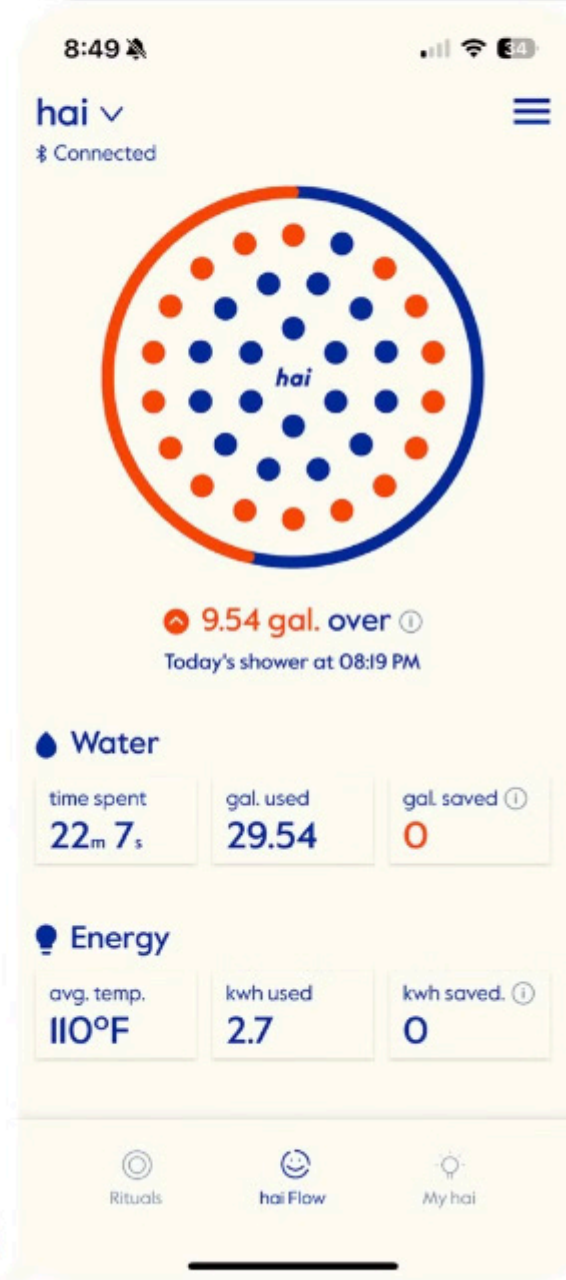 8:49
34
hai
Connected
hai
9.54 gal. over
Today's shower at 08:19 PM
Water
time spent
22m 7s
gal. used
29.54
gal. saved
0
Energy
avg. temp.
110°F
kwh used
2.7
kwh saved.
0
Rituals
hai Flow
My hai